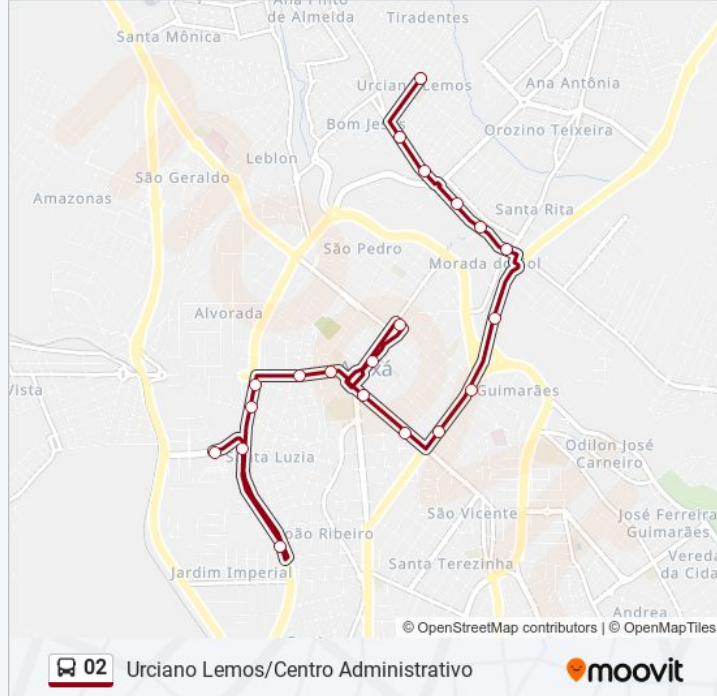 Ana Pinto
de Almeida
Tiradentes
Santa Mônica
Urciano Lemos
Ana Antônia
Bom Jesus
Orozino Teixeira
Leblon
São Geraldo
Amazonas
Santa Rita
São Pedro
Morada do Sol
Alvorada
Araxá
Vista
Guimarães
Odilon José
Carneiro
Santa Luzia
São Vicente
José Ferreira
Guimarães
João Ribeiro
Vereda
da Cida
Santa Terezinha
Jardim Imperial
Andrea
© OpenStreetMap contributors | © OpenMapTiles
02 Urciano Lemos/Centro Administrativo
moovit